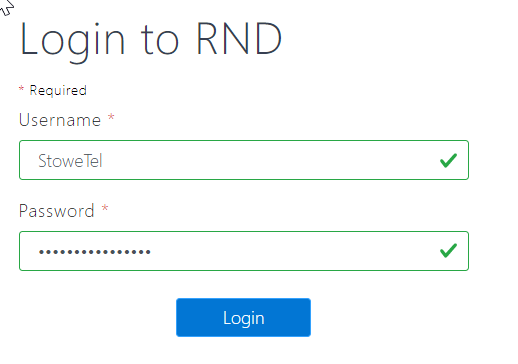 Login to RND
* Required
Username *
StoweTel
Password *
••••••••••••••••
Login